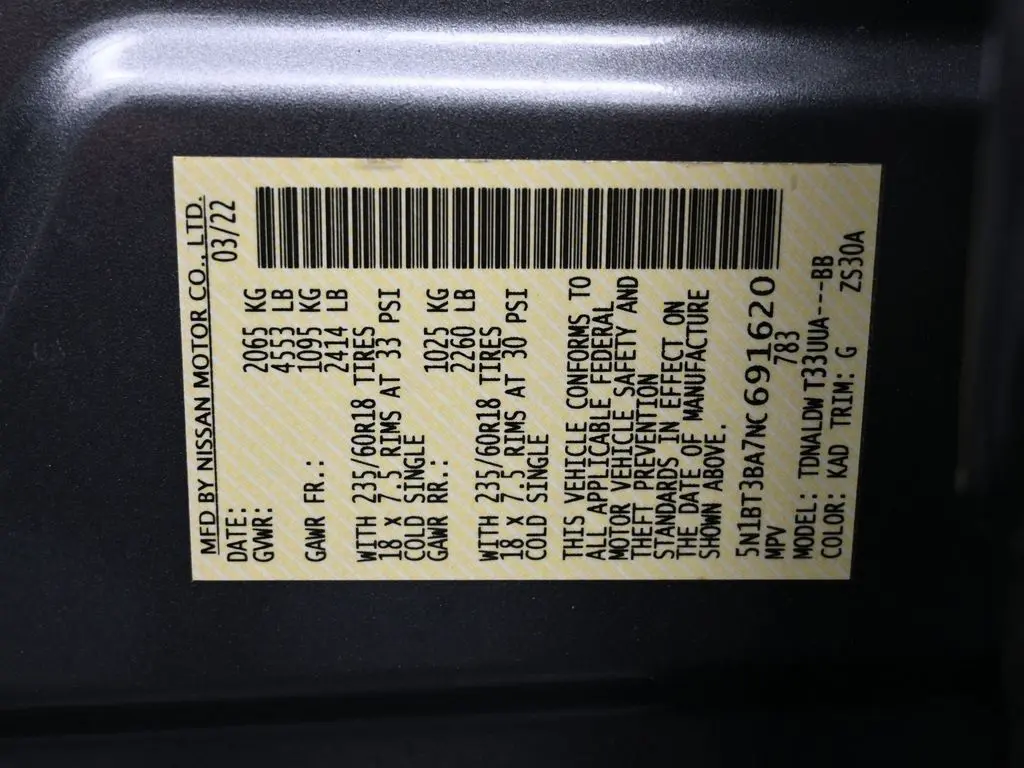 MFD BY NISSAN MOTOR CO., LTD.
DATE: 03/22
GVWR: 2065 KG
4553 LB
GAWR FR.: 1095 KG
2414 LB
WITH 235/60R18 TIRES
18 X 7.5 RIMS AT 33 PSI
COLD SINGLE
GAWR RR.: 1025 KG
2260 LB
WITH 235/60R18 TIRES
18 X 7.5 RIMS AT 30 PSI
COLD SINGLE
THIS VEHICLE CONFORMS TO
ALL APPLICABLE FEDERAL
MOTOR VEHICLE SAFETY AND
THEFT PREVENTION
STANDARDS IN EFFECT ON
THE DATE OF MANUFACTURE
SHOWN ABOVE.
5N1BT3BA7NC691620
MPV 783
MODEL: TDNALDW T33UUA---BB
COLOR: KAD TRIM: G ZS30A